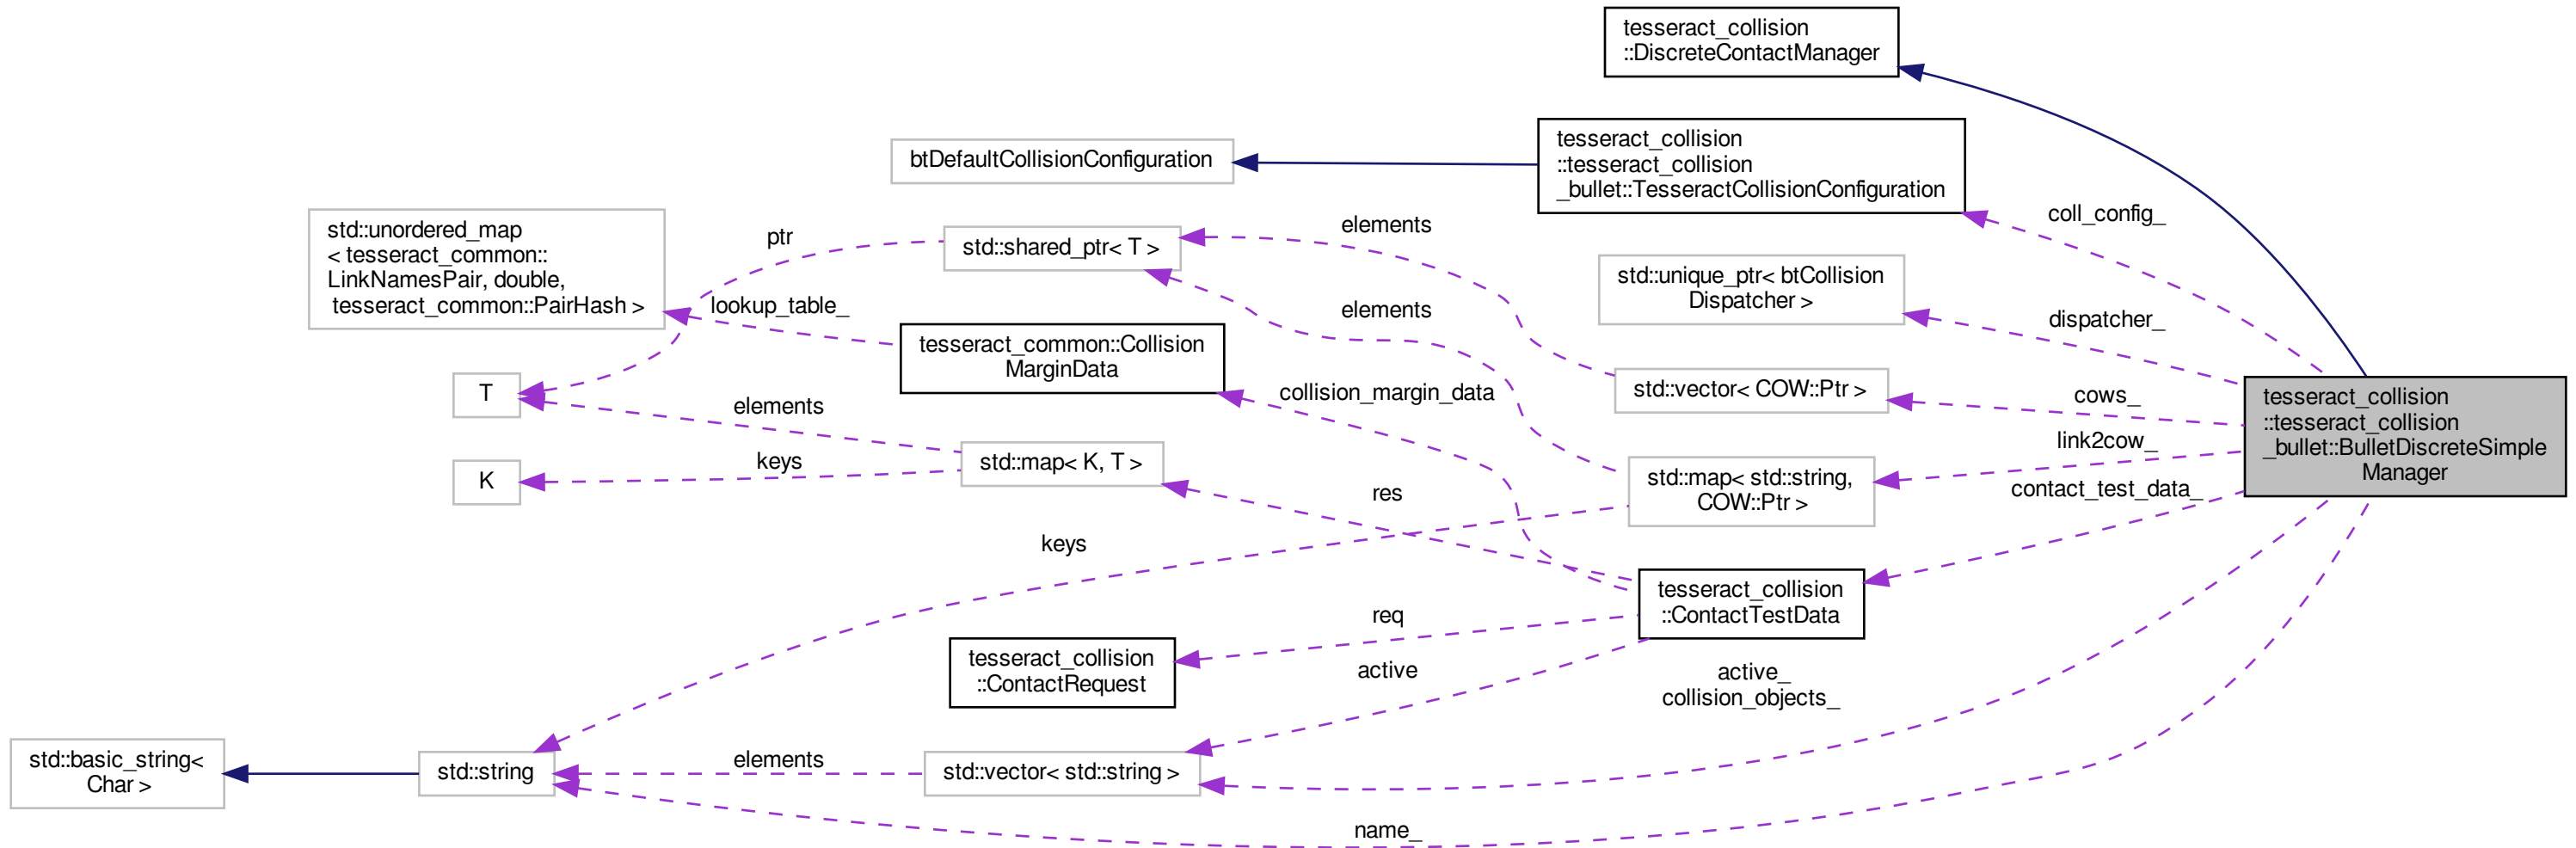 tesseract_collision
::DiscreteContactManager
tesseract_collision
::tesseract_collision
_bullet::TesseractCollisionConfiguration
btDefaultCollisionConfiguration
coll_config_
std::unordered_map
< tesseract_common::
LinkNamesPair, double,
tesseract_common::PairHash >
ptr
std::shared_ptr< T >
elements
std::unique_ptr< btCollision
Dispatcher >
lookup_table_
elements
dispatcher_
tesseract_common::Collision
MarginData
T
collision_margin_data
std::vector< COW::Ptr >
cows_
tesseract_collision
::tesseract_collision
_bullet::BulletDiscreteSimple
Manager
elements
link2cow_
K
keys
std::map< K, T >
res
std::map< std::string,
COW::Ptr >
contact_test_data_
keys
tesseract_collision
::ContactTestData
req
tesseract_collision
::ContactRequest
active
active_
collision_objects_
std::basic_string<
Char >
std::string
elements
std::vector< std::string >
name_